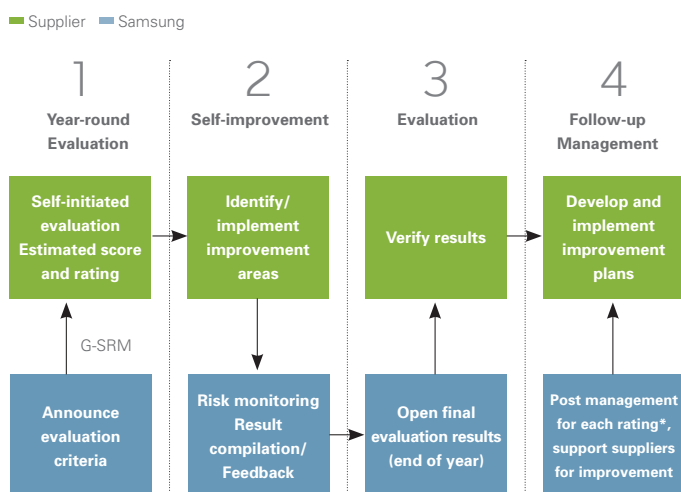 Supplier Samsung
1
Year-round
Evaluation
2
Self-improvement
3
Evaluation
4
Follow-up
Management
Self-initiated
evaluation
Estimated score
and rating
Identify/
implement
improvement
areas
Verify results
Develop and
implement
improvement
plans
G-SRM
Announce
evaluation
criteria
Risk monitoring
Result
compilation/
Feedback
Open final
evaluation results
(end of year)
Post management
for each rating*,
support suppliers
for improvement